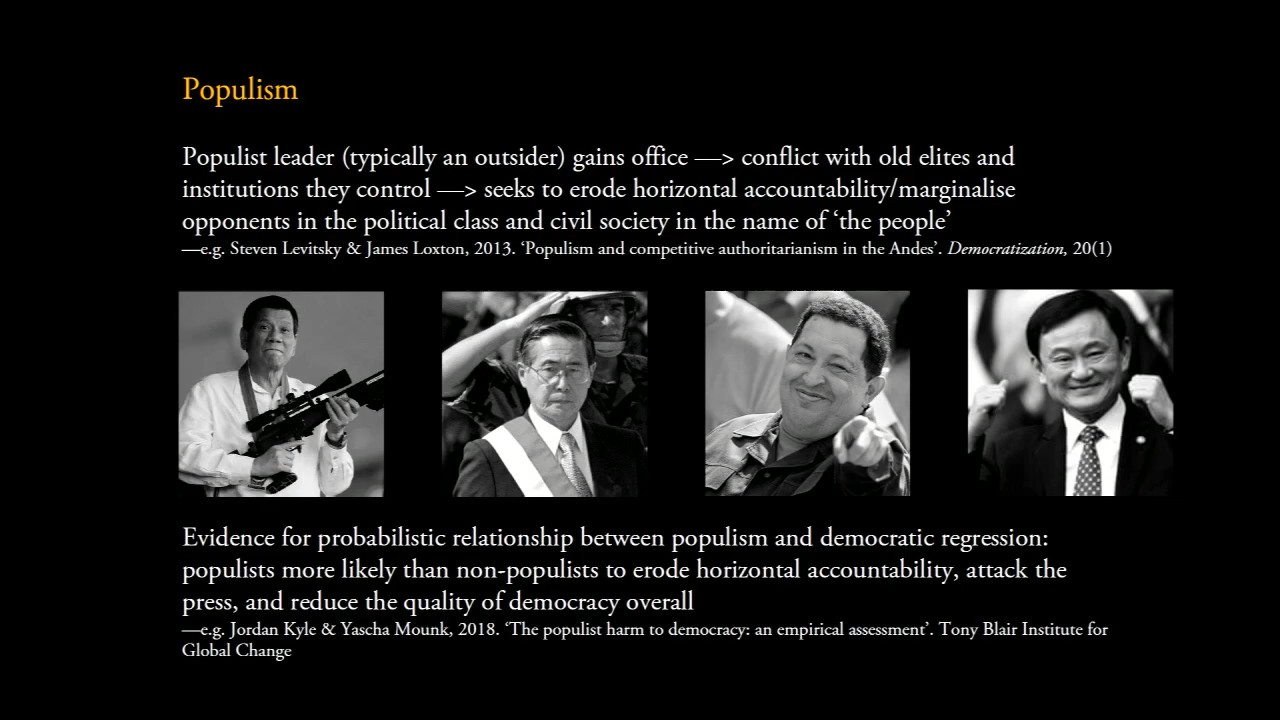 Populism
Populist leader (typically an outsider) gains office —> conflict with old elites and
institutions they control —> seeks to erode horizontal accountability/marginalise
opponents in the political class and civil society in the name of ‘the people’
—e.g. Steven Levitsky & James Loxton, 2013. ‘Populism and competitive authoritarianism in the Andes’. Democratization, 20(1)
Evidence for probabilistic relationship between populism and democratic regression:
populists more likely than non-populists to erode horizontal accountability, attack the
press, and reduce the quality of democracy overall
—e.g. Jordan Kyle & Yascha Mounk, 2018. ‘The populist harm to democracy: an empirical assessment’. Tony Blair Institute for
Global Change